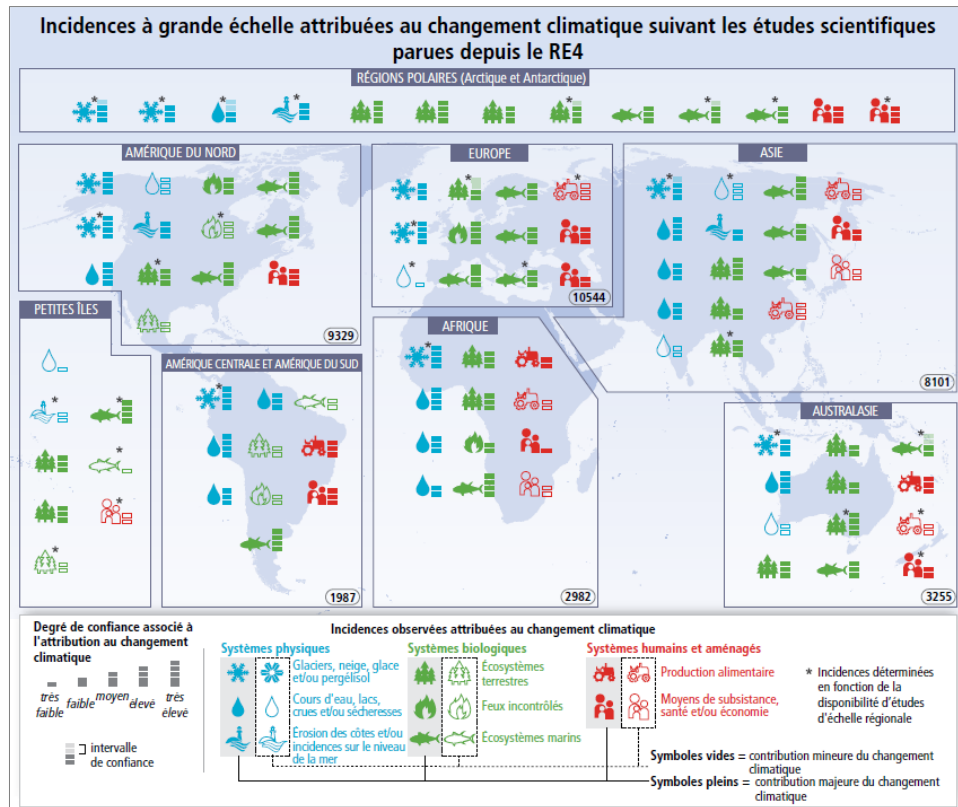 Incidences à grande échelle attribuées au changement climatique suivant les études scientifiques
parues depuis le RE4
RÉGIONS POLAIRES (Arctique et Antarctique)
* * * * * * * *
AMÉRIQUE DU NORD
* * * *
9329
EUROPE
* * * * * *
10544
ASIE
* * *
8101
PETITES ÎLES
* * * *
AMÉRIQUE CENTRALE ET AMÉRIQUE DU SUD
*
1987
AFRIQUE
*
2982
AUSTRALASIE
* * * * *
3255
Degré de confiance associé à
l'attribution au changement
climatique
très
faible
faible
moyen
élevé
très
èlevè
intervalle
de confiance
Incidences observées attribuées au changement climatique
Systèmes physiques
Glaciers, neige, glace
et/ou pergélisol
Cours d'eau, lacs,
crues et/ou sécheresses
Érosion des côtes et/ou
incidences sur le niveau
de la mer
Systèmes biologiques
Écosystèmes
terrestres
Feux incontrôlés
Écosystèmes marins
Systèmes humains et aménagés
Production alimentaire
Moyens de subsistance,
santé et/ou économie
* Incidences déterminées
en fonction de la
disponibilité d'études
d'échelle régionale
Symboles vides = contribution mineure du changement
climatique
Symboles pleins = contribution majeure du changement
climatique